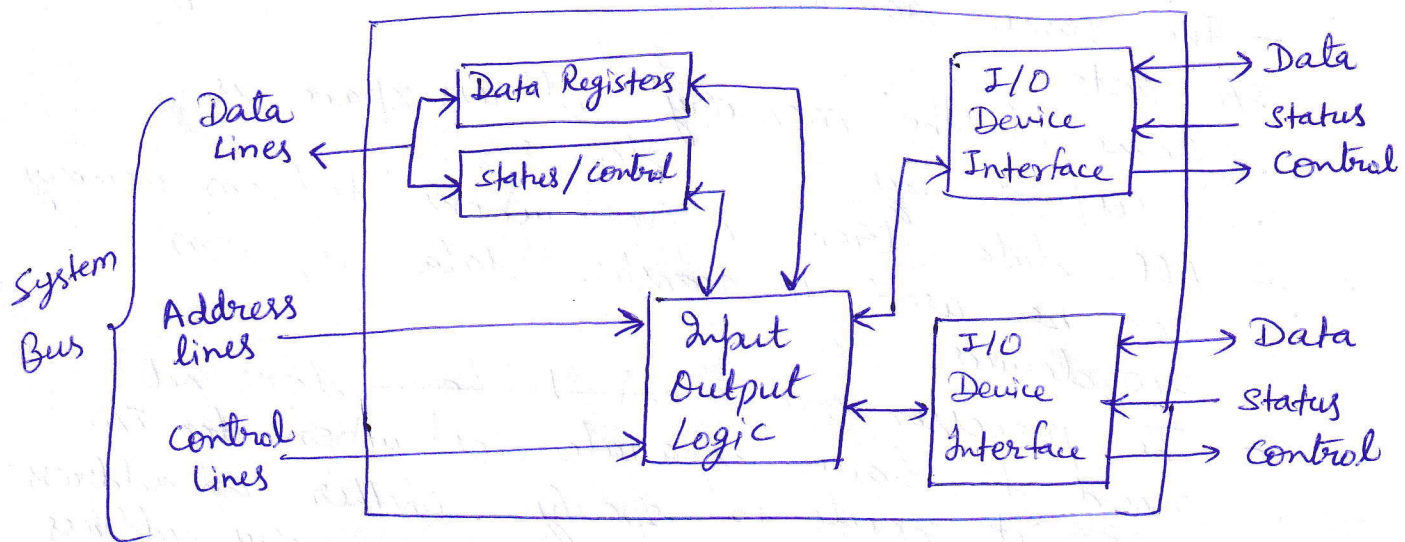 System
Bus
Data
Lines
Address
lines
Control
Lines
Data Registers
Status/Control
Input
Output
Logic
I/O
Device
Interface
Data
Status
Control
I/O
Device
Interface
Data
Status
Control